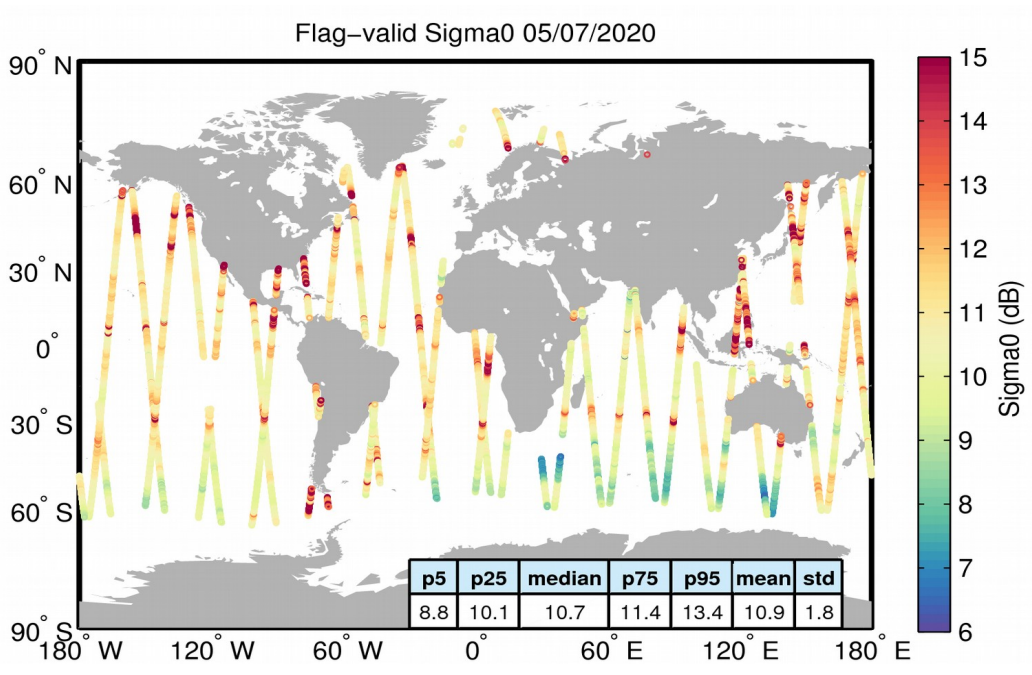 Flag−valid Sigma0 05/07/2020
90° N
60° N
30° N
0°
30° S
60° S
90° S
180° W
120° W
60° W
0°
60° E
120° E
180° E
15
14
13
12
11
10
9
8
7
6
Sigma0 (dB)
p5 p25 median p75 p95 mean std
8.8 10.1 10.7 11.4 13.4 10.9 1.8